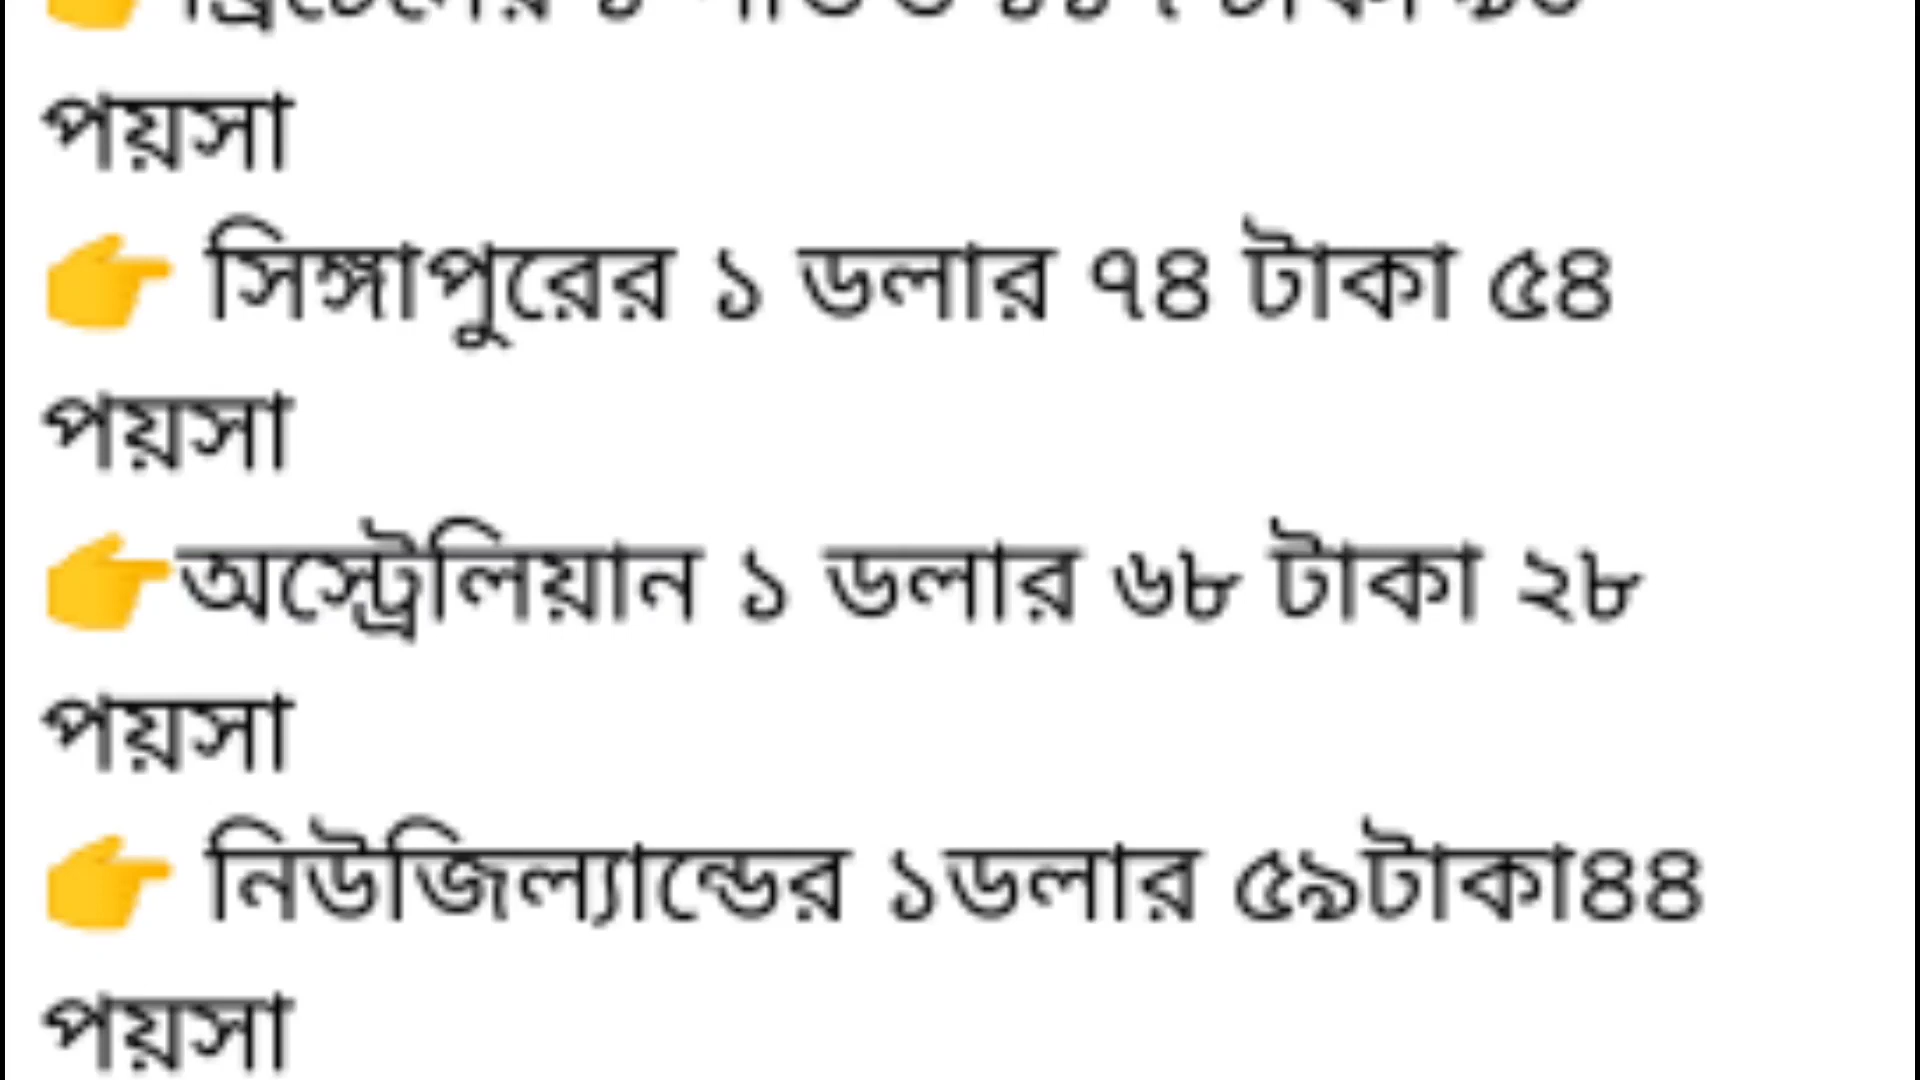 পয়সা
👉 সিঙ্গাপুরের ১ ডলার ৭৪ টাকা ৫৪
পয়সা
👉অস্ট্রেলিয়ান ১ ডলার ৬৮ টাকা ২৮
পয়সা
👉 নিউজিল্যান্ডের ১ডলার ৫৯টাকা৪৪
পয়সা